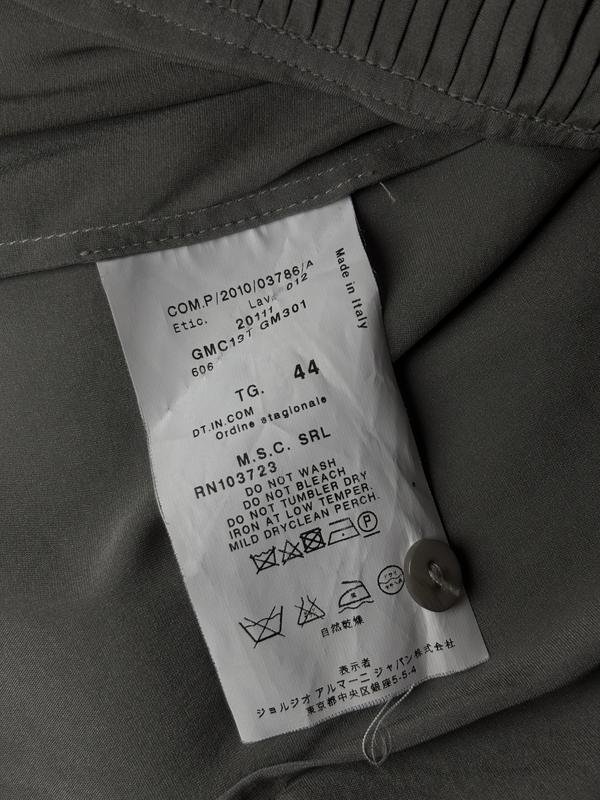 COM.P/2010/03786/A
Etic. Lav. 012
20111
GMC13T GM301
606
TG. 44
DT.IN.COM
Ordine stagionale
M.S.C. SRL
RN103723
DO NOT WASH
DO NOT BLEACH
DO NOT TUMBLER DRY
IRON AT LOW TEMPER.
MILD DRYCLEAN PERCH.
P
自然乾燥
表示者
ジョルジオ アルマーニ ジャパン株式会社
東京都中央区銀座5-5-4
Made in Italy